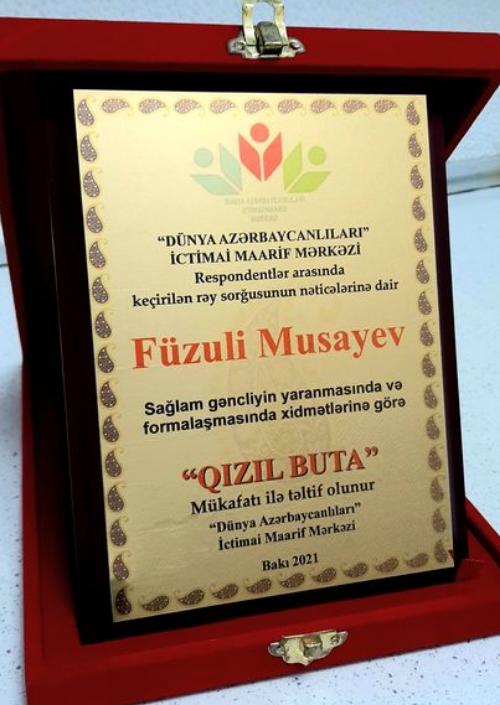 "DÜNYA AZƏRBAYCANLILARI"
İCTİMAİ MAARİF MƏRKƏZİ
Respondentlər arasında
keçirilən rəy sorğusunun nəticələrinə dair
Füzuli Musayev
Sağlam gəncliyin yaranmasında və
formalaşmasında xidmətlərinə görə
"QIZIL BUTA"
Mükafatı ilə təltif olunur
"Dünya Azərbaycanlıları"
İctimai Maarif Mərkəzi
Bakı 2021